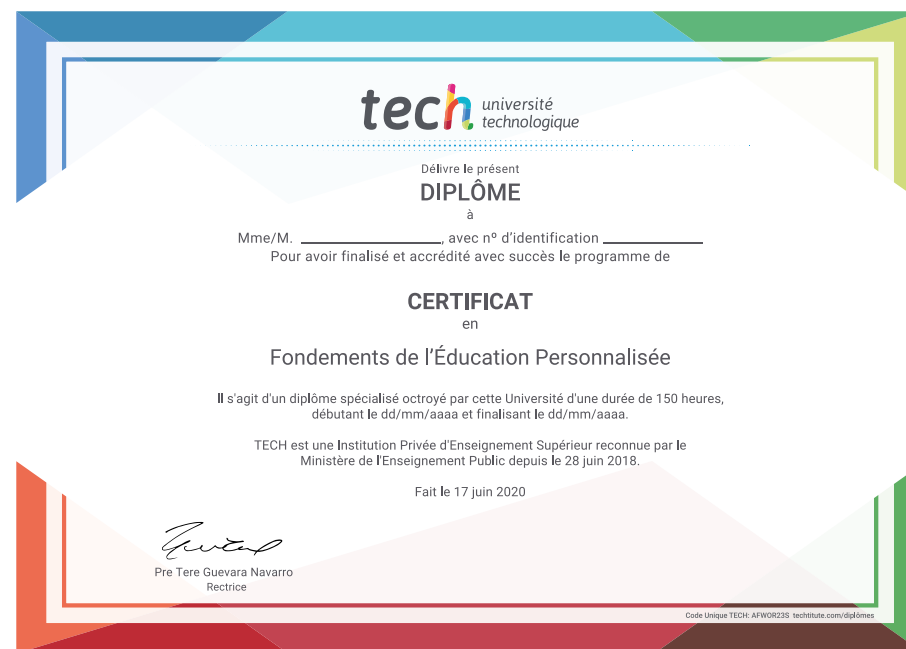 tech université
technologique
Délivre le présent
DIPLÔME
à
Mme/M. ____________________, avec nº d'identification ______________
Pour avoir finalisé et accrédité avec succès le programme de
CERTIFICAT
en
Fondements de l'Éducation Personnalisée
Il s'agit d'un diplôme spécialisé octroyé par cette Université d'une durée de 150 heures,
débutant le dd/mm/aaaa et finalisant le dd/mm/aaaa.
TECH est une Institution Privée d'Enseignement Supérieur reconnue par le
Ministère de l'Enseignement Public depuis le 28 juin 2018.
Fait le 17 juin 2020
Pre Tere Guevara Navarro
Rectrice
Code Unique TECH: AFWOR23S techtitute.com/diplômes